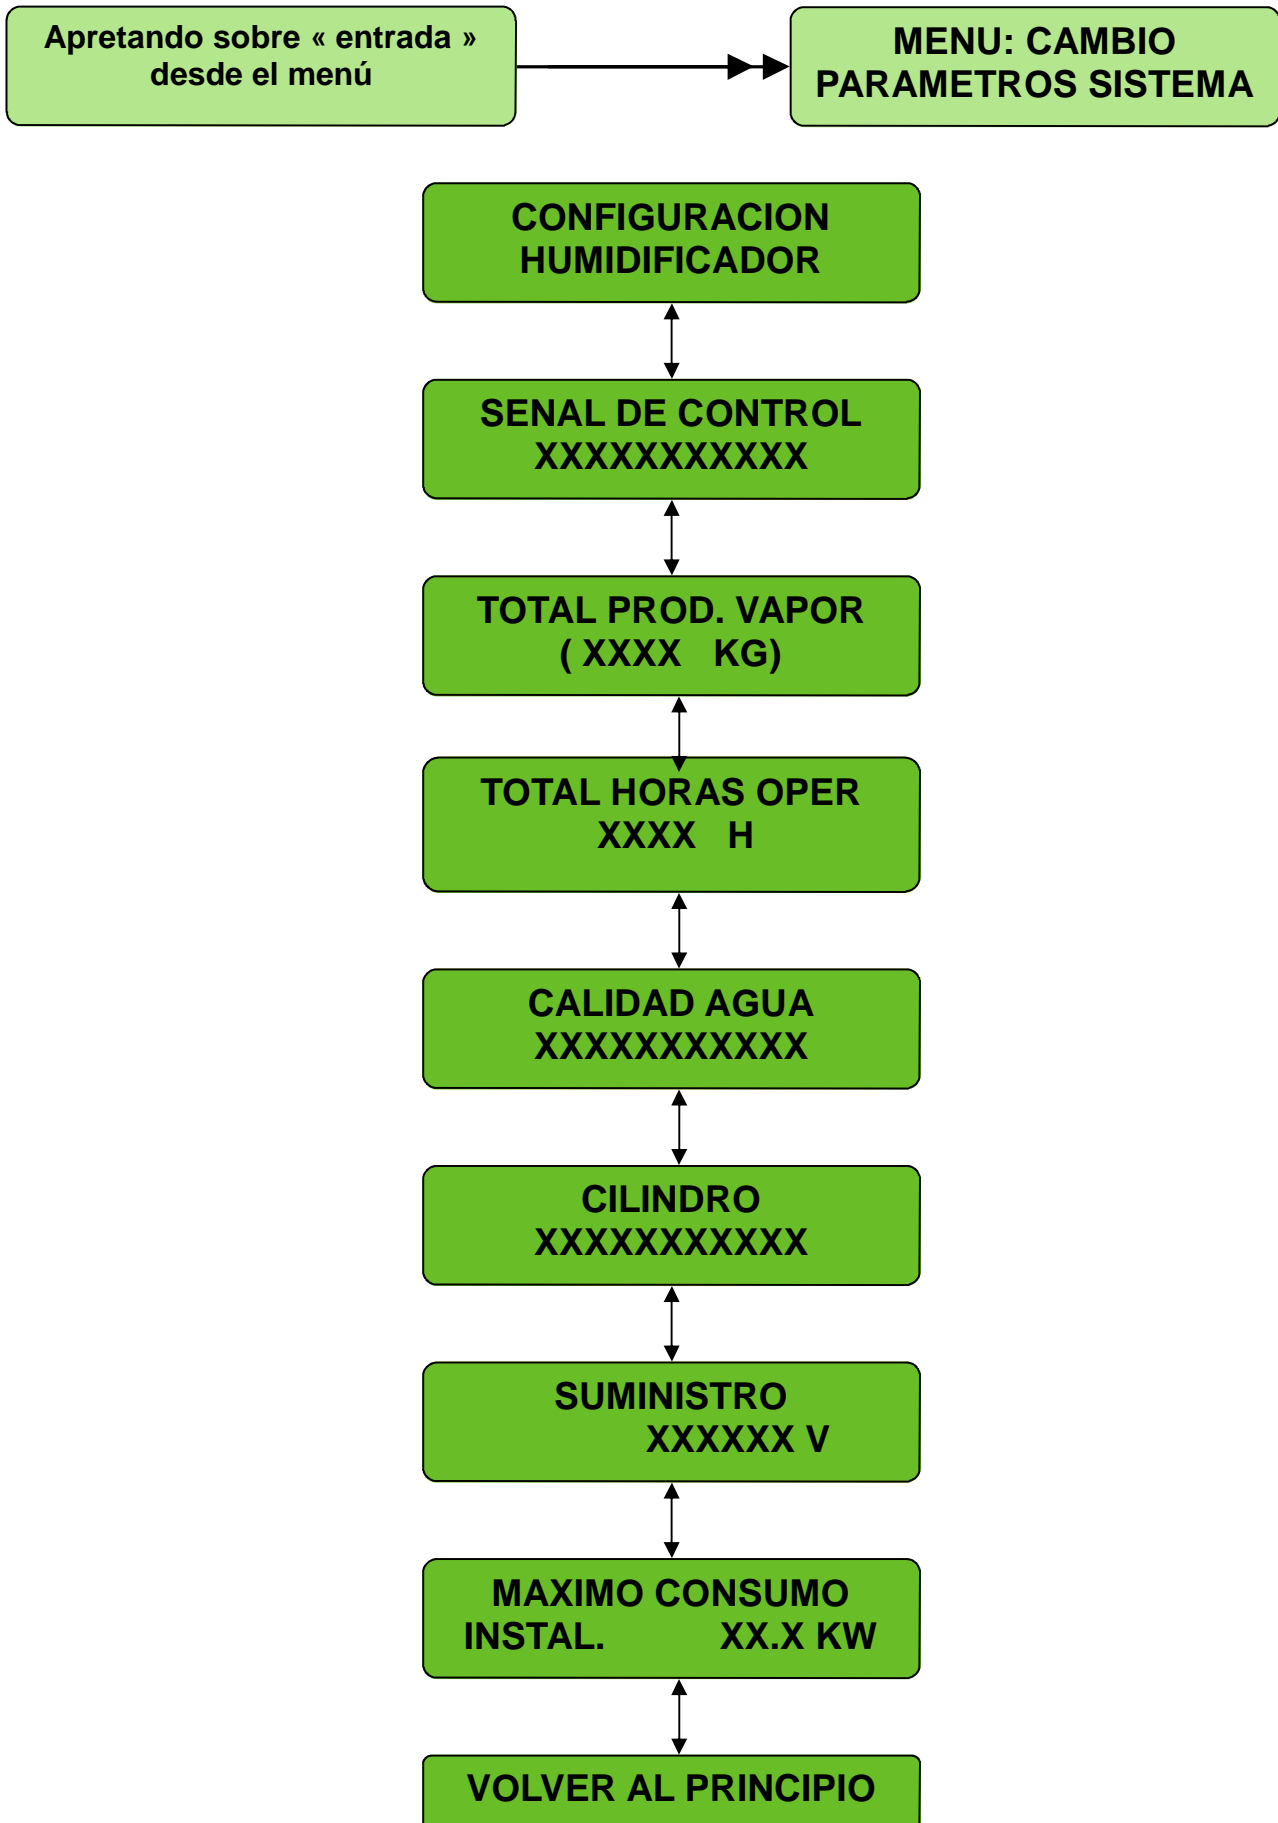 Apretando sobre « entrada »
desde el menú
MENU: CAMBIO
PARAMETROS SISTEMA
CONFIGURACION
HUMIDIFICADOR
SENAL DE CONTROL
XXXXXXXXXXX
TOTAL PROD. VAPOR
( XXXX   KG)
TOTAL HORAS OPER
XXXX   H
CALIDAD AGUA
XXXXXXXXXXX
CILINDRO
XXXXXXXXXXX
SUMINISTRO
XXXXXX V
MAXIMO CONSUMO
INSTAL.          XX.X KW
VOLVER AL PRINCIPIO